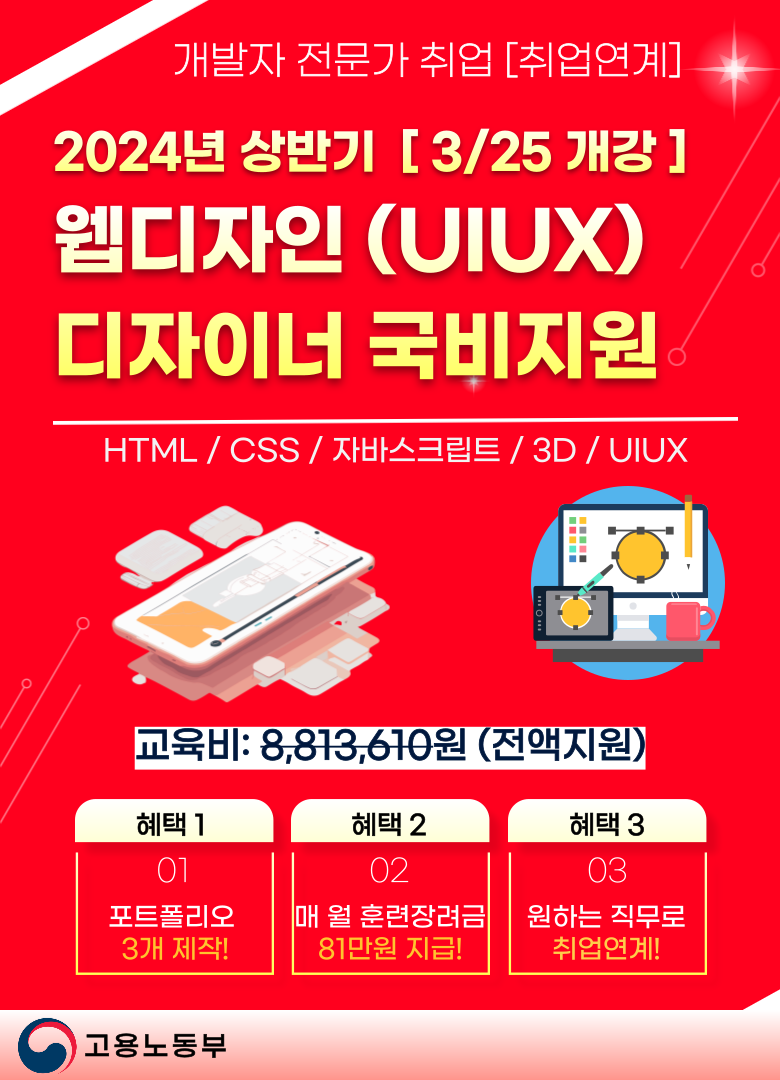 개발자 전문가 취업 [취업연계]
2024년 상반기 [ 3/25 개강 ]
웹디자인 (UIUX)
디자이너 국비지원
HTML / CSS / 자바스크립트 / 3D / UIUX
교육비: 8,813,610원 (전액지원)
혜택 1
01
포트폴리오
3개 제작!
혜택 2
02
매 월 훈련장려금
81만원 지급!
혜택 3
03
원하는 직무로
취업연계!
고용노동부